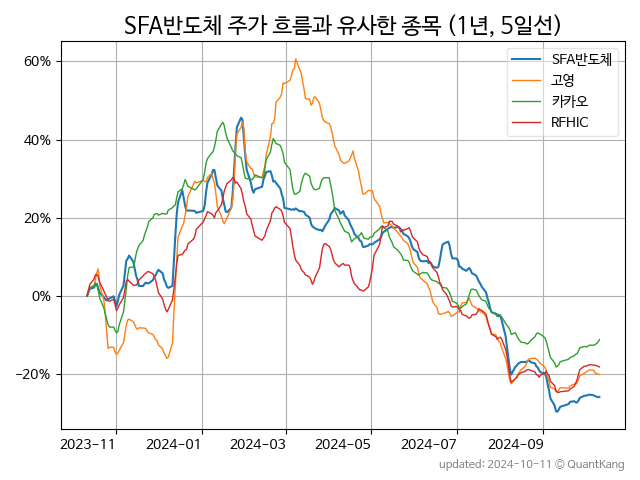 SFA반도체 주가 흐름과 유사한 종목 (1년, 5일선)
SFA반도체
고영
카카오
RFHIC
60%
40%
20%
0%
−20%
2023-11
2024-01
2024-03
2024-05
2024-07
2024-09
updated: 2024-10-11 © QuantKang